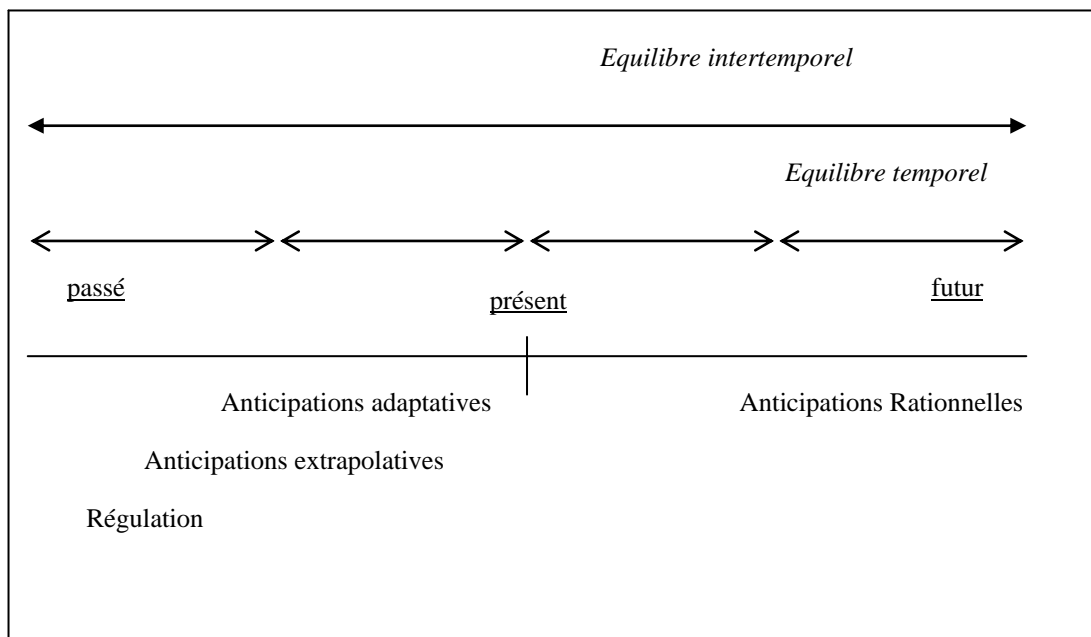 Equilibre intertemporel
Equilibre temporel
passé
présent
futur
Anticipations adaptatives
Anticipations Rationnelles
Anticipations extrapolatives
Régulation